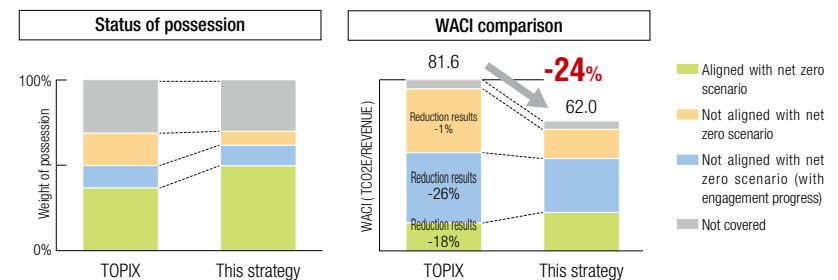 Status of possession
WACI comparison
100%
0%
Weight of possession
TOPIX
This strategy
WACI ( TCO2E/REVENUE )
81.6
-24%
62.0
Reduction results
-1%
Reduction results
-26%
Reduction results
-18%
TOPIX
This strategy
Aligned with net zero
scenario
Not aligned with net
zero scenario
Not aligned with net
zero scenario (with
engagement progress)
Not covered